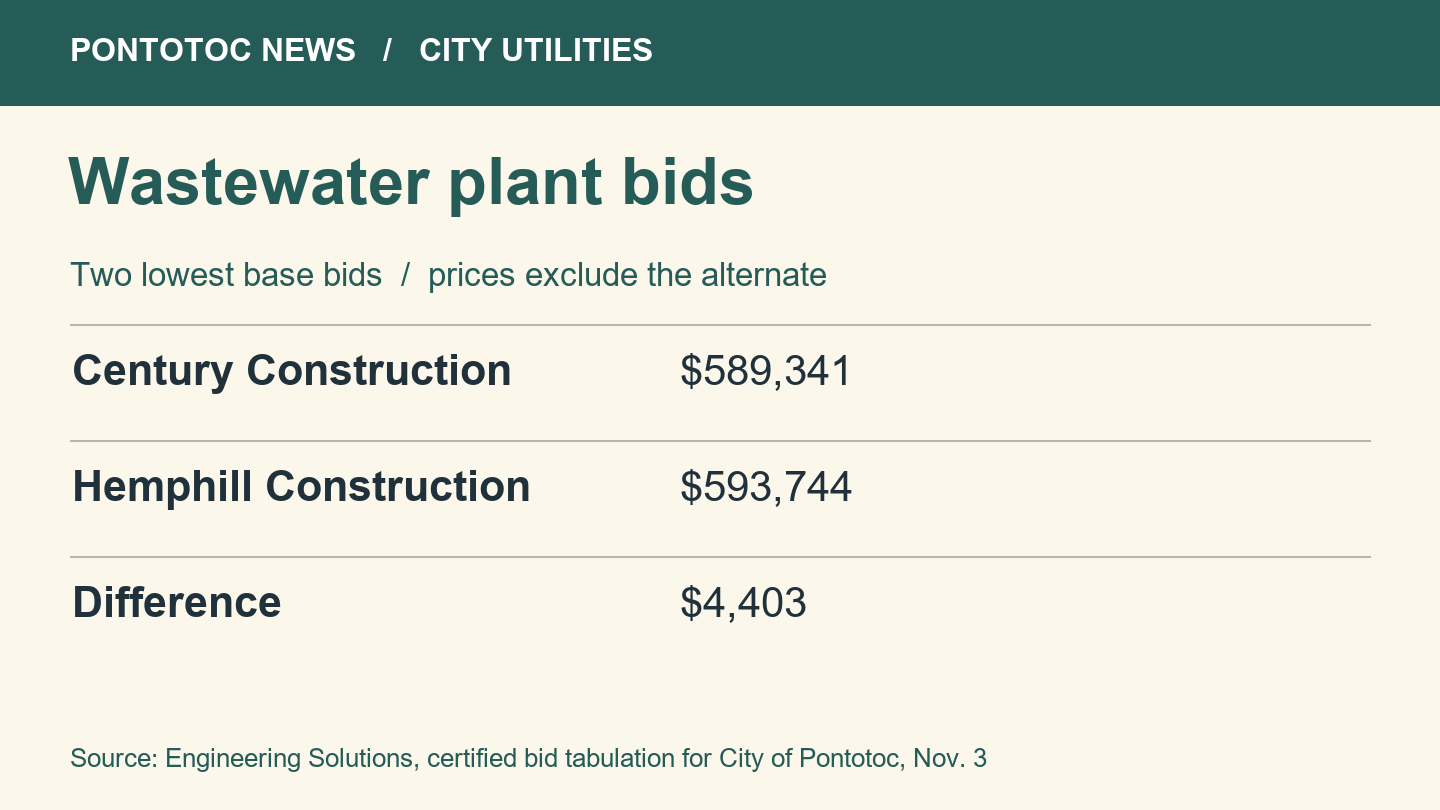 PONTOTOC NEWS / CITY UTILITIES
Wastewater plant bids
Two lowest base bids / prices exclude the alternate
Century Construction $589,341
Hemphill Construction $593,744
Difference $4,403
Source: Engineering Solutions, certified bid tabulation for City of Pontotoc, Nov. 3